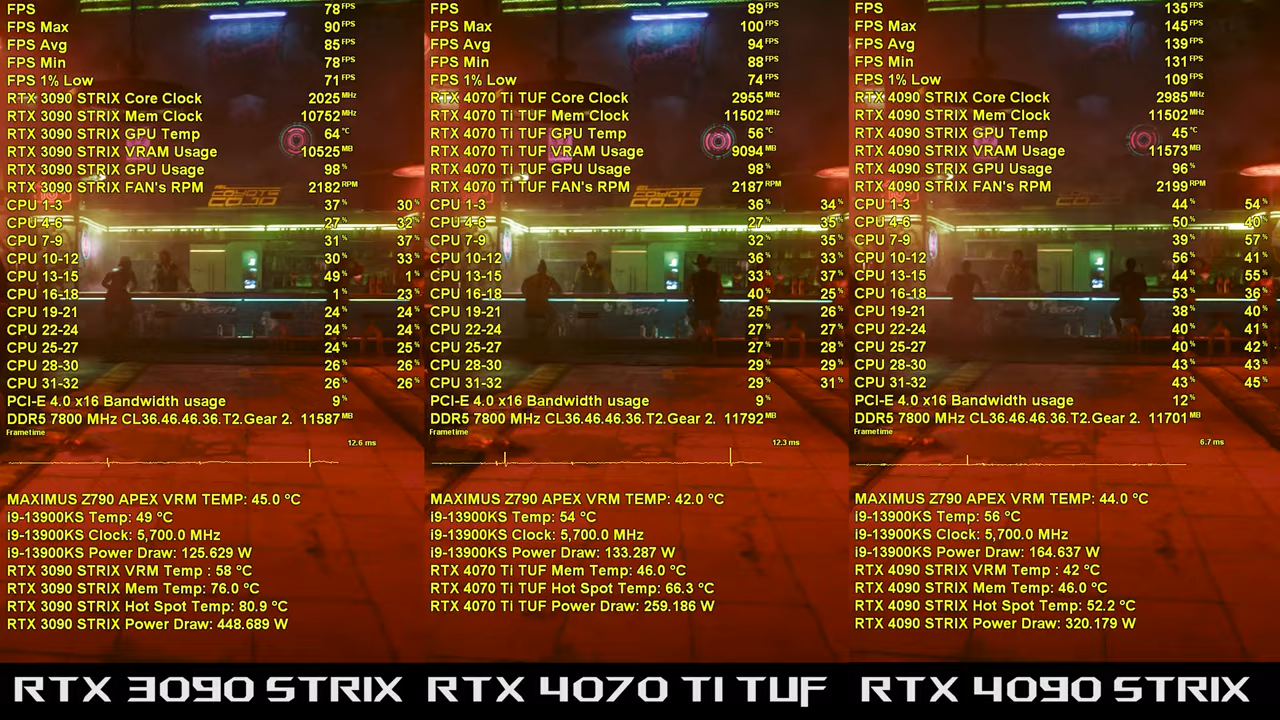 FPS 78 FPS
FPS Max 90 FPS
FPS Avg 85 FPS
FPS Min 78 FPS
FPS 1% Low 71 FPS
RTX 3090 STRIX Core Clock 2025 MHz
RTX 3090 STRIX Mem Clock 10752 MHz
RTX 3090 STRIX GPU Temp 64 °C
RTX 3090 STRIX VRAM Usage 10525 MB
RTX 3090 STRIX GPU Usage 98 %
RTX 3090 STRIX FAN's RPM 2182 RPM
CPU 1-3 37 % 30 %
CPU 4-6 27 % 32 %
CPU 7-9 31 % 37 %
CPU 10-12 30 % 33 %
CPU 13-15 49 % 1 %
CPU 16-18 1 % 23 %
CPU 19-21 24 % 24 %
CPU 22-24 24 % 24 %
CPU 25-27 24 % 25 %
CPU 28-30 26 % 26 %
CPU 31-32 26 % 26 %
PCI-E 4.0 x16 Bandwidth usage 9 %
DDR5 7800 MHz CL36.46.46.36.T2.Gear 2. 11587 MB
Frametime
12.6 ms
MAXIMUS Z790 APEX VRM TEMP: 45.0 °C
i9-13900KS Temp: 49 °C
i9-13900KS Clock: 5,700.0 MHz
i9-13900KS Power Draw: 125.629 W
RTX 3090 STRIX VRM Temp : 58 °C
RTX 3090 STRIX Mem Temp: 76.0 °C
RTX 3090 STRIX Hot Spot Temp: 80.9 °C
RTX 3090 STRIX Power Draw: 448.689 W
RTX 3090 STRIX
FPS 89 FPS
FPS Max 100 FPS
FPS Avg 94 FPS
FPS Min 88 FPS
FPS 1% Low 74 FPS
RTX 4070 Ti TUF Core Clock 2955 MHz
RTX 4070 Ti TUF Mem Clock 11502 MHz
RTX 4070 Ti TUF GPU Temp 56 °C
RTX 4070 Ti TUF VRAM Usage 9094 MB
RTX 4070 Ti TUF GPU Usage 98 %
RTX 4070 Ti TUF FAN's RPM 2187 RPM
CPU 1-3 36 % 34 %
CPU 4-6 27 % 35 %
CPU 7-9 32 % 35 %
CPU 10-12 36 % 33 %
CPU 13-15 33 % 37 %
CPU 16-18 40 % 25 %
CPU 19-21 25 % 26 %
CPU 22-24 27 % 27 %
CPU 25-27 27 % 28 %
CPU 28-30 29 % 29 %
CPU 31-32 29 % 31 %
PCI-E 4.0 x16 Bandwidth usage 9 %
DDR5 7800 MHz CL36.46.46.36.T2.Gear 2. 11792 MB
Frametime
12.3 ms
MAXIMUS Z790 APEX VRM TEMP: 42.0 °C
i9-13900KS Temp: 54 °C
i9-13900KS Clock: 5,700.0 MHz
i9-13900KS Power Draw: 133.287 W
RTX 4070 Ti TUF Mem Temp: 46.0 °C
RTX 4070 Ti TUF Hot Spot Temp: 66.3 °C
RTX 4070 Ti TUF Power Draw: 259.186 W
RTX 4070 TI TUF
FPS 135 FPS
FPS Max 145 FPS
FPS Avg 139 FPS
FPS Min 131 FPS
FPS 1% Low 109 FPS
RTX 4090 STRIX Core Clock 2985 MHz
RTX 4090 STRIX Mem Clock 11502 MHz
RTX 4090 STRIX GPU Temp 45 °C
RTX 4090 STRIX VRAM Usage 11573 MB
RTX 4090 STRIX GPU Usage 96 %
RTX 4090 STRIX FAN's RPM 2199 RPM
CPU 1-3 44 % 54 %
CPU 4-6 50 % 40 %
CPU 7-9 39 % 57 %
CPU 10-12 56 % 41 %
CPU 13-15 44 % 55 %
CPU 16-18 53 % 36 %
CPU 19-21 38 % 40 %
CPU 22-24 40 % 41 %
CPU 25-27 40 % 42 %
CPU 28-30 43 % 43 %
CPU 31-32 43 % 45 %
PCI-E 4.0 x16 Bandwidth usage 12 %
DDR5 7800 MHz CL36.46.46.36.T2.Gear 2. 11701 MB
Frametime
6.7 ms
MAXIMUS Z790 APEX VRM TEMP: 44.0 °C
i9-13900KS Temp: 56 °C
i9-13900KS Clock: 5,700.0 MHz
i9-13900KS Power Draw: 164.637 W
RTX 4090 STRIX VRM Temp : 42 °C
RTX 4090 STRIX Mem Temp: 46.0 °C
RTX 4090 STRIX Hot Spot Temp: 52.2 °C
RTX 4090 STRIX Power Draw: 320.179 W
RTX 4090 STRIX
EL COYOTE COJO
EL COYOTE COJO